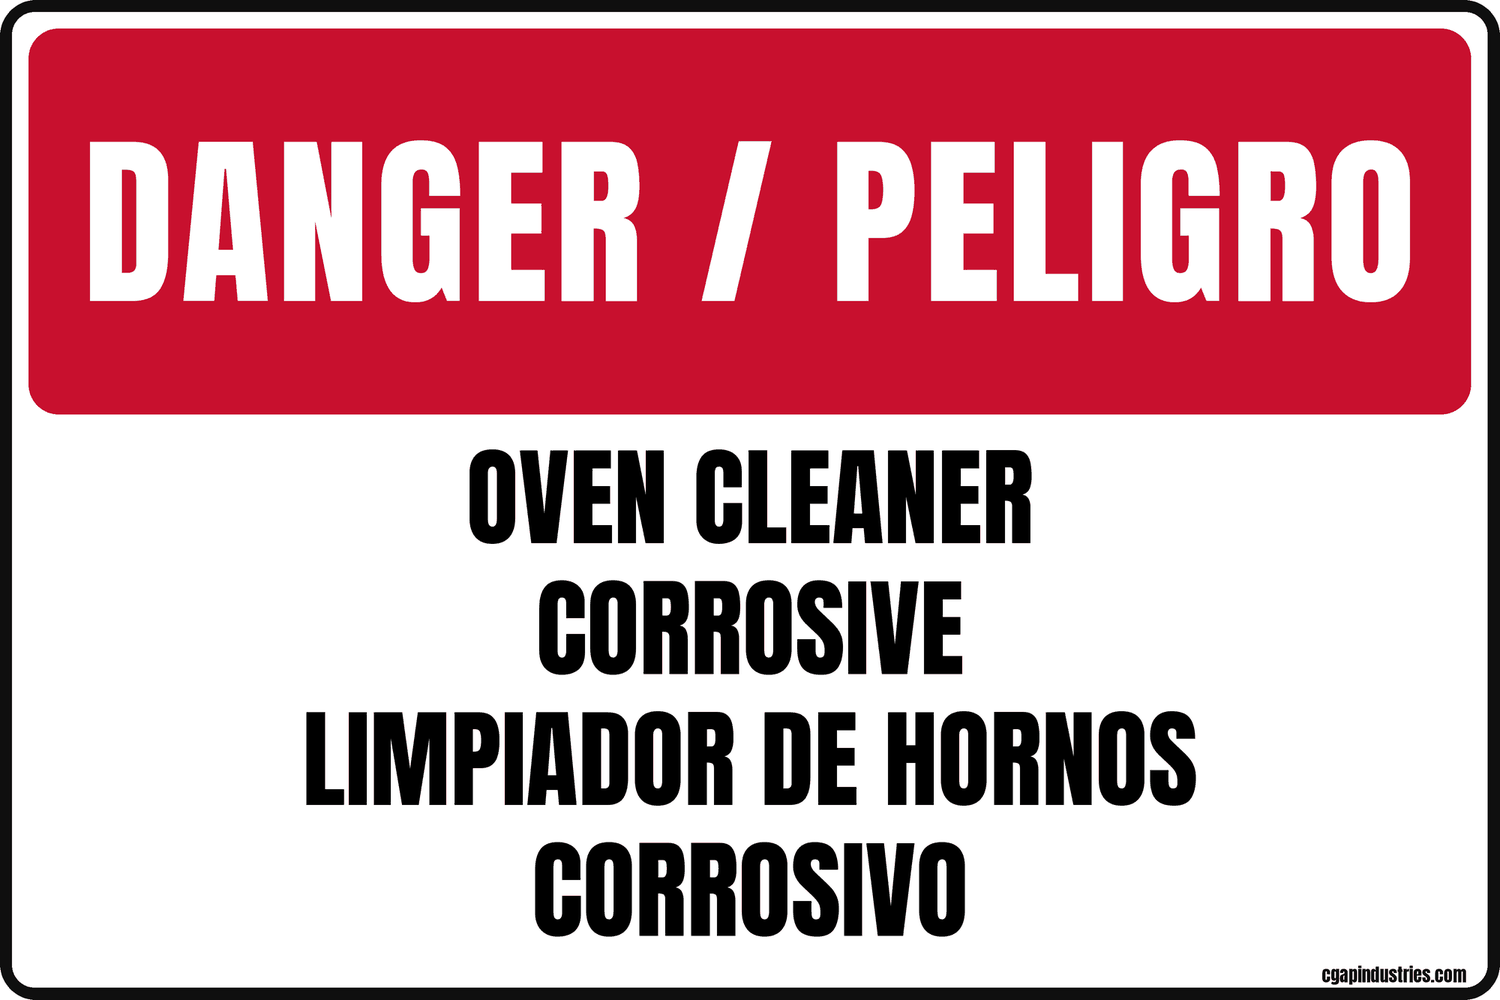 DANGER / PELIGRO
OVEN CLEANER
CORROSIVE
LIMPIADOR DE HORNOS
CORROSIVO
cgapindustries.com